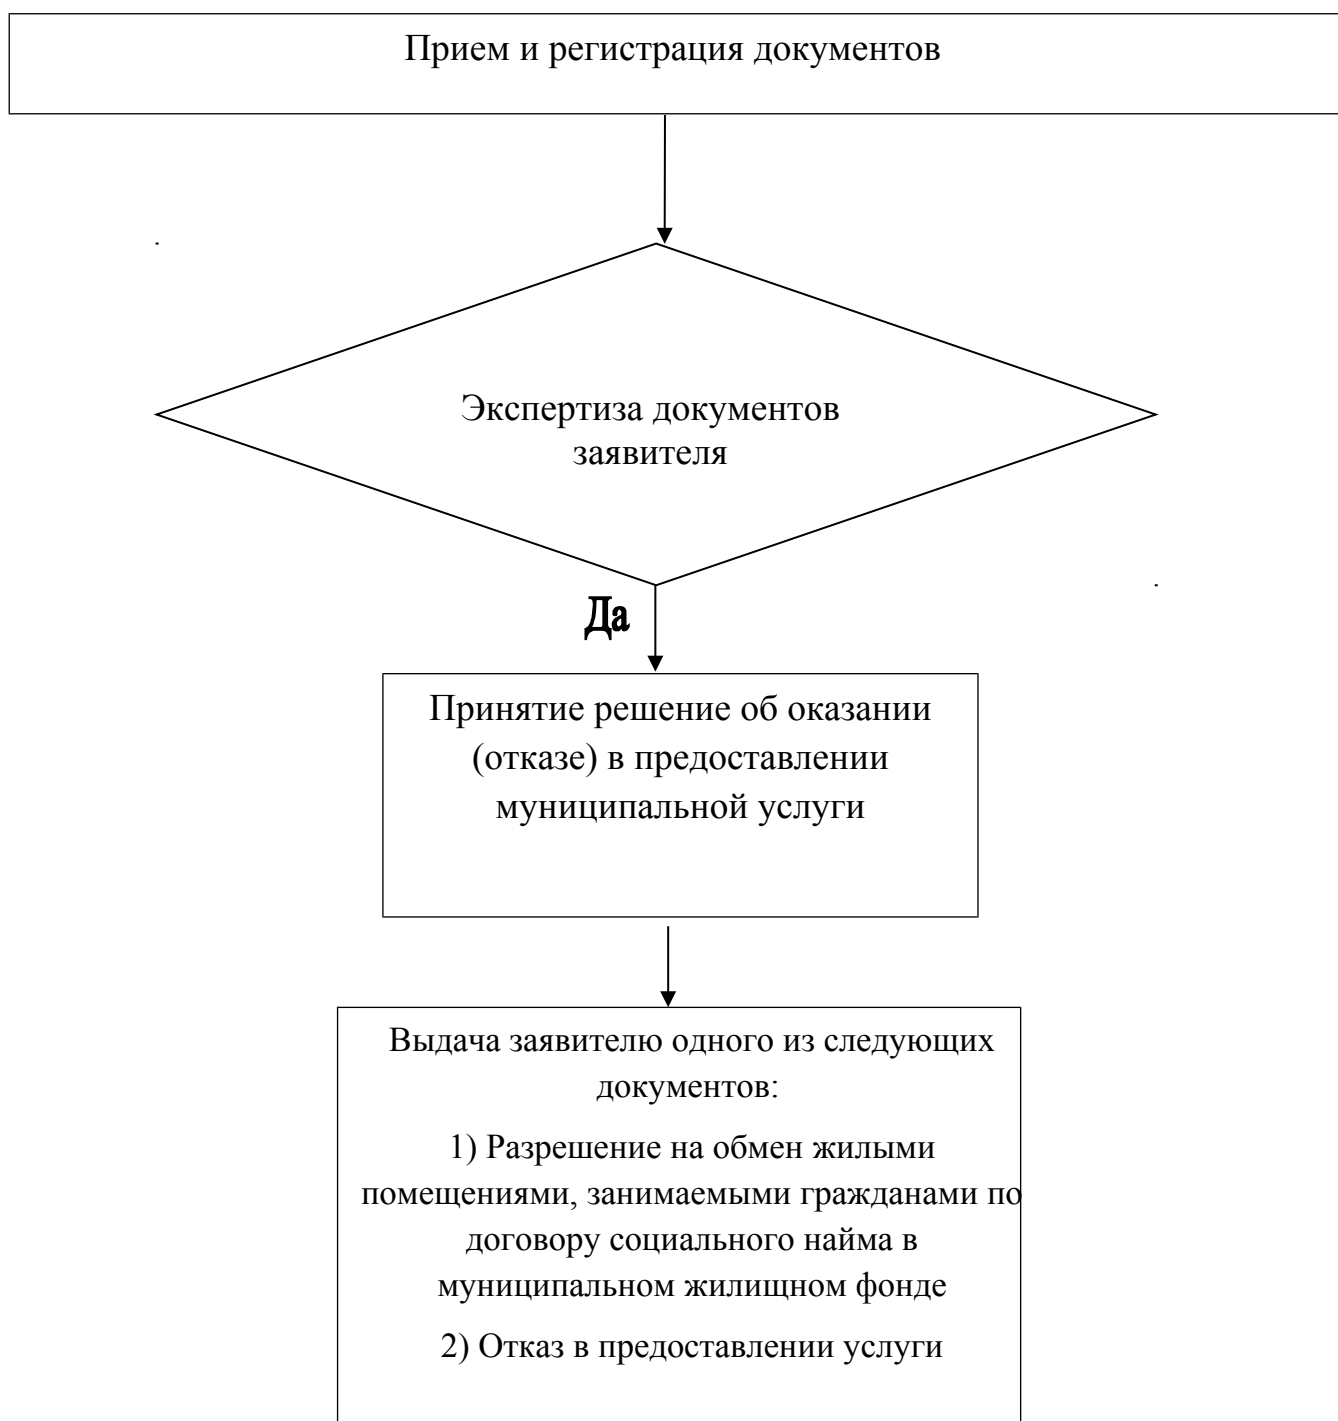 Прием и регистрация документов
Экспертиза документов
заявителя
Да
Принятие решение об оказании
(отказе) в предоставлении
муниципальной услуги
Выдача заявителю одного из следующих
документов:
1) Разрешение на обмен жилыми
помещениями, занимаемыми гражданами по
договору социального найма в
муниципальном жилищном фонде
2) Отказ в предоставлении услуги